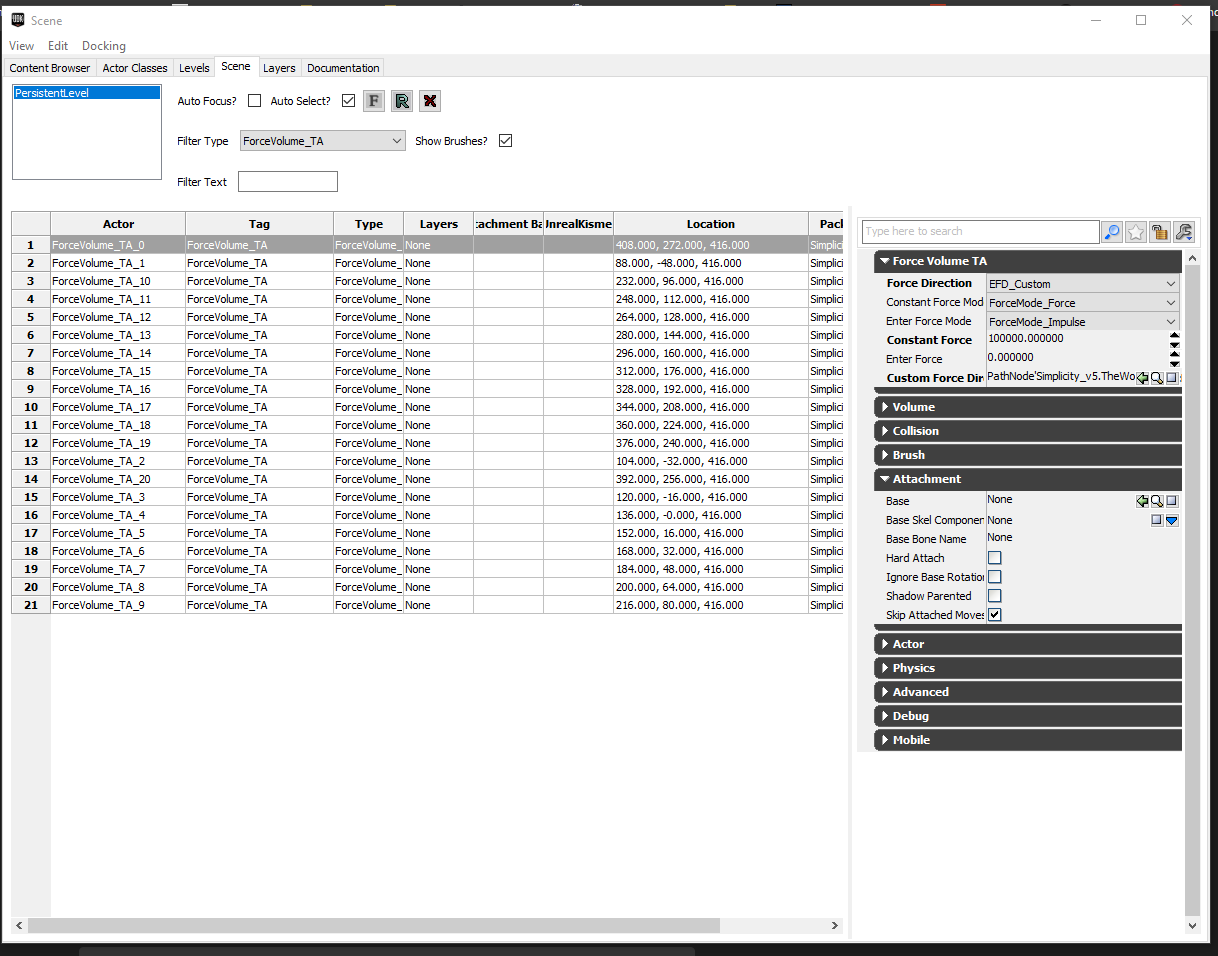 Scene
View Edit Docking
Content Browser Actor Classes Levels Scene Layers Documentation
PersistentLevel
Auto Focus? Auto Select? F R
Filter Type ForceVolume_TA Show Brushes?
Filter Text
Actor Tag Type Layers tachment Ba UnrealKisme Location Pack
1 ForceVolume_TA_0 ForceVolume_TA ForceVolume_ None 408.000, 272.000, 416.000 Simplici
2 ForceVolume_TA_1 ForceVolume_TA ForceVolume_ None 88.000, -48.000, 416.000 Simplici
3 ForceVolume_TA_10 ForceVolume_TA ForceVolume_ None 232.000, 96.000, 416.000 Simplici
4 ForceVolume_TA_11 ForceVolume_TA ForceVolume_ None 248.000, 112.000, 416.000 Simplici
5 ForceVolume_TA_12 ForceVolume_TA ForceVolume_ None 264.000, 128.000, 416.000 Simplici
6 ForceVolume_TA_13 ForceVolume_TA ForceVolume_ None 280.000, 144.000, 416.000 Simplici
7 ForceVolume_TA_14 ForceVolume_TA ForceVolume_ None 296.000, 160.000, 416.000 Simplici
8 ForceVolume_TA_15 ForceVolume_TA ForceVolume_ None 312.000, 176.000, 416.000 Simplici
9 ForceVolume_TA_16 ForceVolume_TA ForceVolume_ None 328.000, 192.000, 416.000 Simplici
10 ForceVolume_TA_17 ForceVolume_TA ForceVolume_ None 344.000, 208.000, 416.000 Simplici
11 ForceVolume_TA_18 ForceVolume_TA ForceVolume_ None 360.000, 224.000, 416.000 Simplici
12 ForceVolume_TA_19 ForceVolume_TA ForceVolume_ None 376.000, 240.000, 416.000 Simplici
13 ForceVolume_TA_2 ForceVolume_TA ForceVolume_ None 104.000, -32.000, 416.000 Simplici
14 ForceVolume_TA_20 ForceVolume_TA ForceVolume_ None 392.000, 256.000, 416.000 Simplici
15 ForceVolume_TA_3 ForceVolume_TA ForceVolume_ None 120.000, -16.000, 416.000 Simplici
16 ForceVolume_TA_4 ForceVolume_TA ForceVolume_ None 136.000, -0.000, 416.000 Simplici
17 ForceVolume_TA_5 ForceVolume_TA ForceVolume_ None 152.000, 16.000, 416.000 Simplici
18 ForceVolume_TA_6 ForceVolume_TA ForceVolume_ None 168.000, 32.000, 416.000 Simplici
19 ForceVolume_TA_7 ForceVolume_TA ForceVolume_ None 184.000, 48.000, 416.000 Simplici
20 ForceVolume_TA_8 ForceVolume_TA ForceVolume_ None 200.000, 64.000, 416.000 Simplici
21 ForceVolume_TA_9 ForceVolume_TA ForceVolume_ None 216.000, 80.000, 416.000 Simplici
Type here to search
Force Volume TA
Force Direction EFD_Custom
Constant Force Mod ForceMode_Force
Enter Force Mode ForceMode_Impulse
Constant Force 100000.000000
Enter Force 0.000000
Custom Force Dir PathNode'Simplicity_v5.TheWo
Volume
Collision
Brush
Attachment
Base None
Base Skel Componen None
Base Bone Name None
Hard Attach
Ignore Base Rotatio
Shadow Parented
Skip Attached Moves
Actor
Physics
Advanced
Debug
Mobile